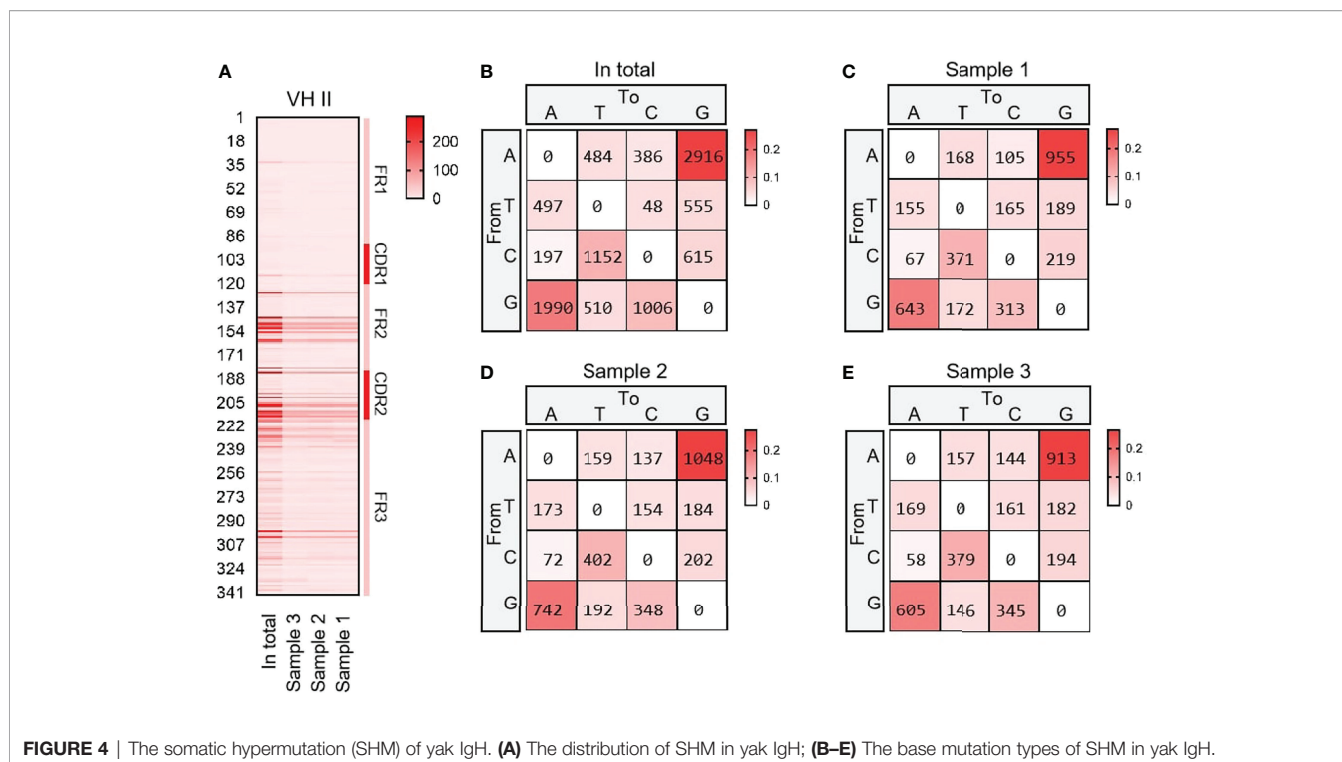 A
VH II
1
18
35
52
69
86
103
120
137
154
171
188
205
222
239
256
273
290
307
324
341
200
100
0
FR1
CDR1
FR2
CDR2
FR3
In total
Sample 3
Sample 2
Sample 1
B
In total
To
A T C G
From
A 0 484 386 2916
T 497 0 48 555
C 197 1152 0 615
G 1990 510 1006 0
0.2
0.1
0
C
Sample 1
To
A T C G
From
A 0 168 105 955
T 155 0 165 189
C 67 371 0 219
G 643 172 313 0
0.2
0.1
0
D
Sample 2
To
A T C G
From
A 0 159 137 1048
T 173 0 154 184
C 72 402 0 202
G 742 192 348 0
0.2
0.1
0
E
Sample 3
To
A T C G
From
A 0 157 144 913
T 169 0 161 182
C 58 379 0 194
G 605 146 345 0
0.2
0.1
0
FIGURE 4 | The somatic hypermutation (SHM) of yak IgH. (A) The distribution of SHM in yak IgH; (B–E) The base mutation types of SHM in yak IgH.